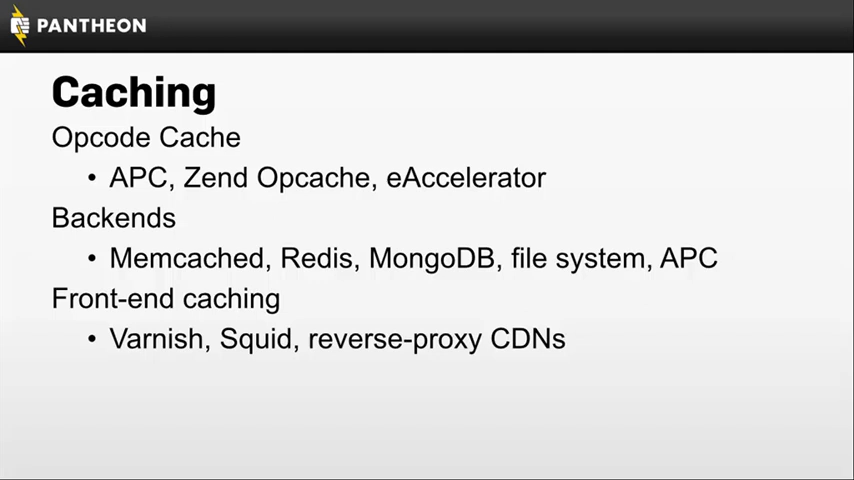 PANTHEON
Caching
Opcode Cache
• APC, Zend Opcache, eAccelerator
Backends
• Memcached, Redis, MongoDB, file system, APC
Front-end caching
• Varnish, Squid, reverse-proxy CDNs